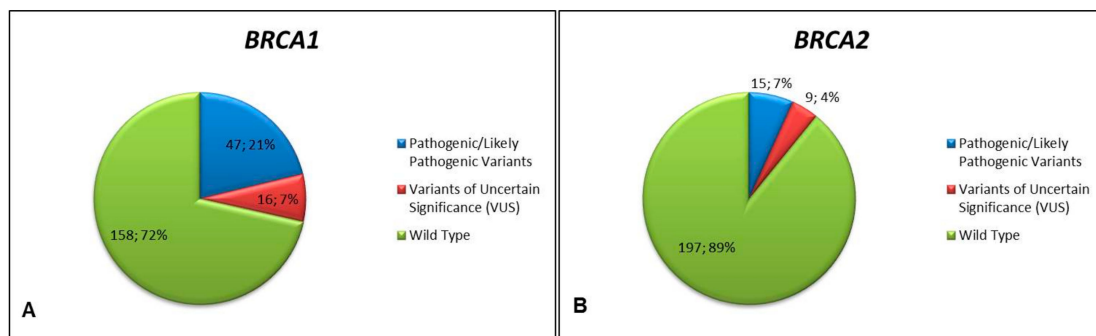 BRCA1
47; 21%
16; 7%
158; 72%
Pathogenic/Likely
Pathogenic Variants
Variants of Uncertain
Significance (VUS)
Wild Type
A
BRCA2
15; 7%
9; 4%
197; 89%
Pathogenic/Likely
Pathogenic Variants
Variants of Uncertain
Significance (VUS)
Wild Type
B